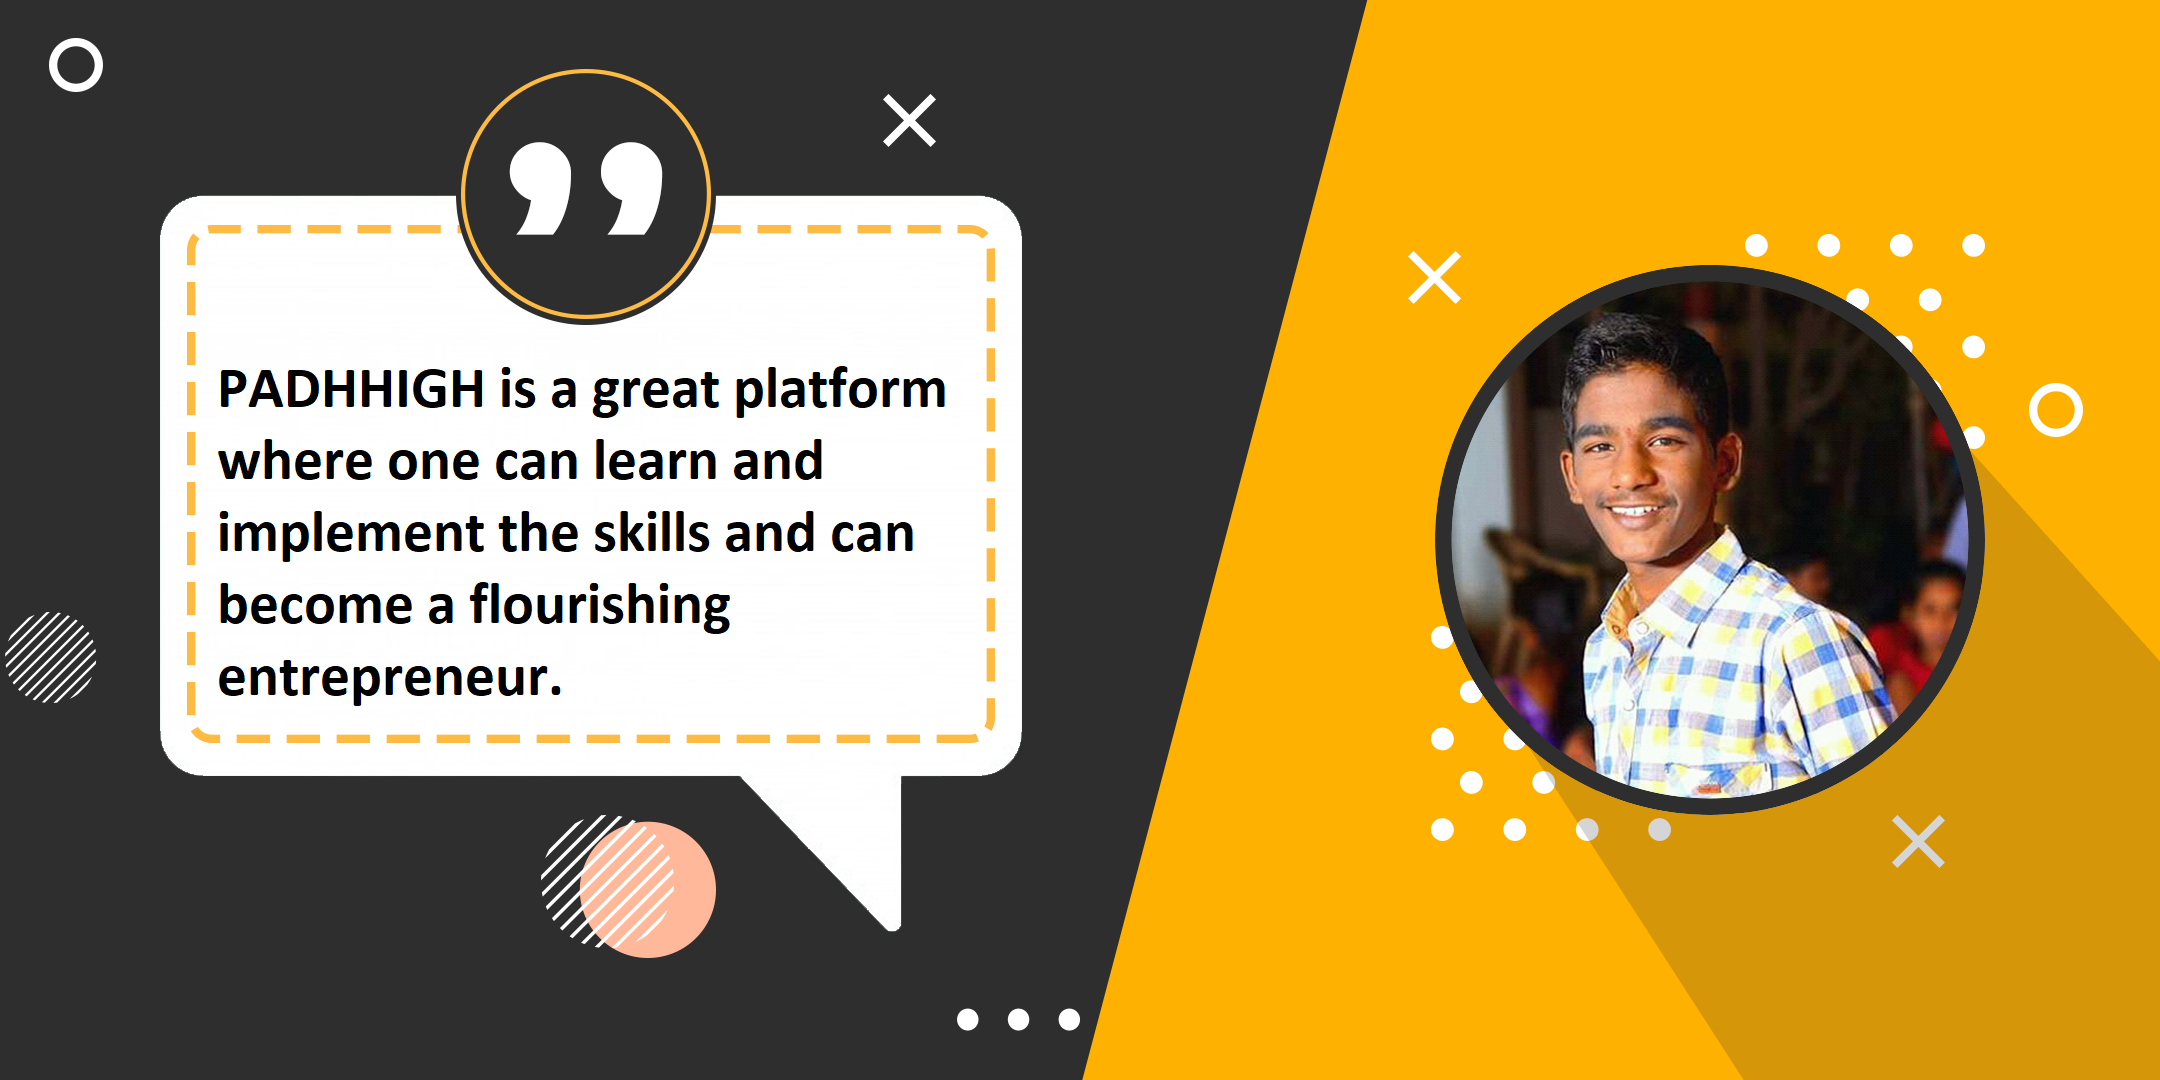 PADHHIGH is a great platform
where one can learn and
implement the skills and can
become a flourishing
entrepreneur.